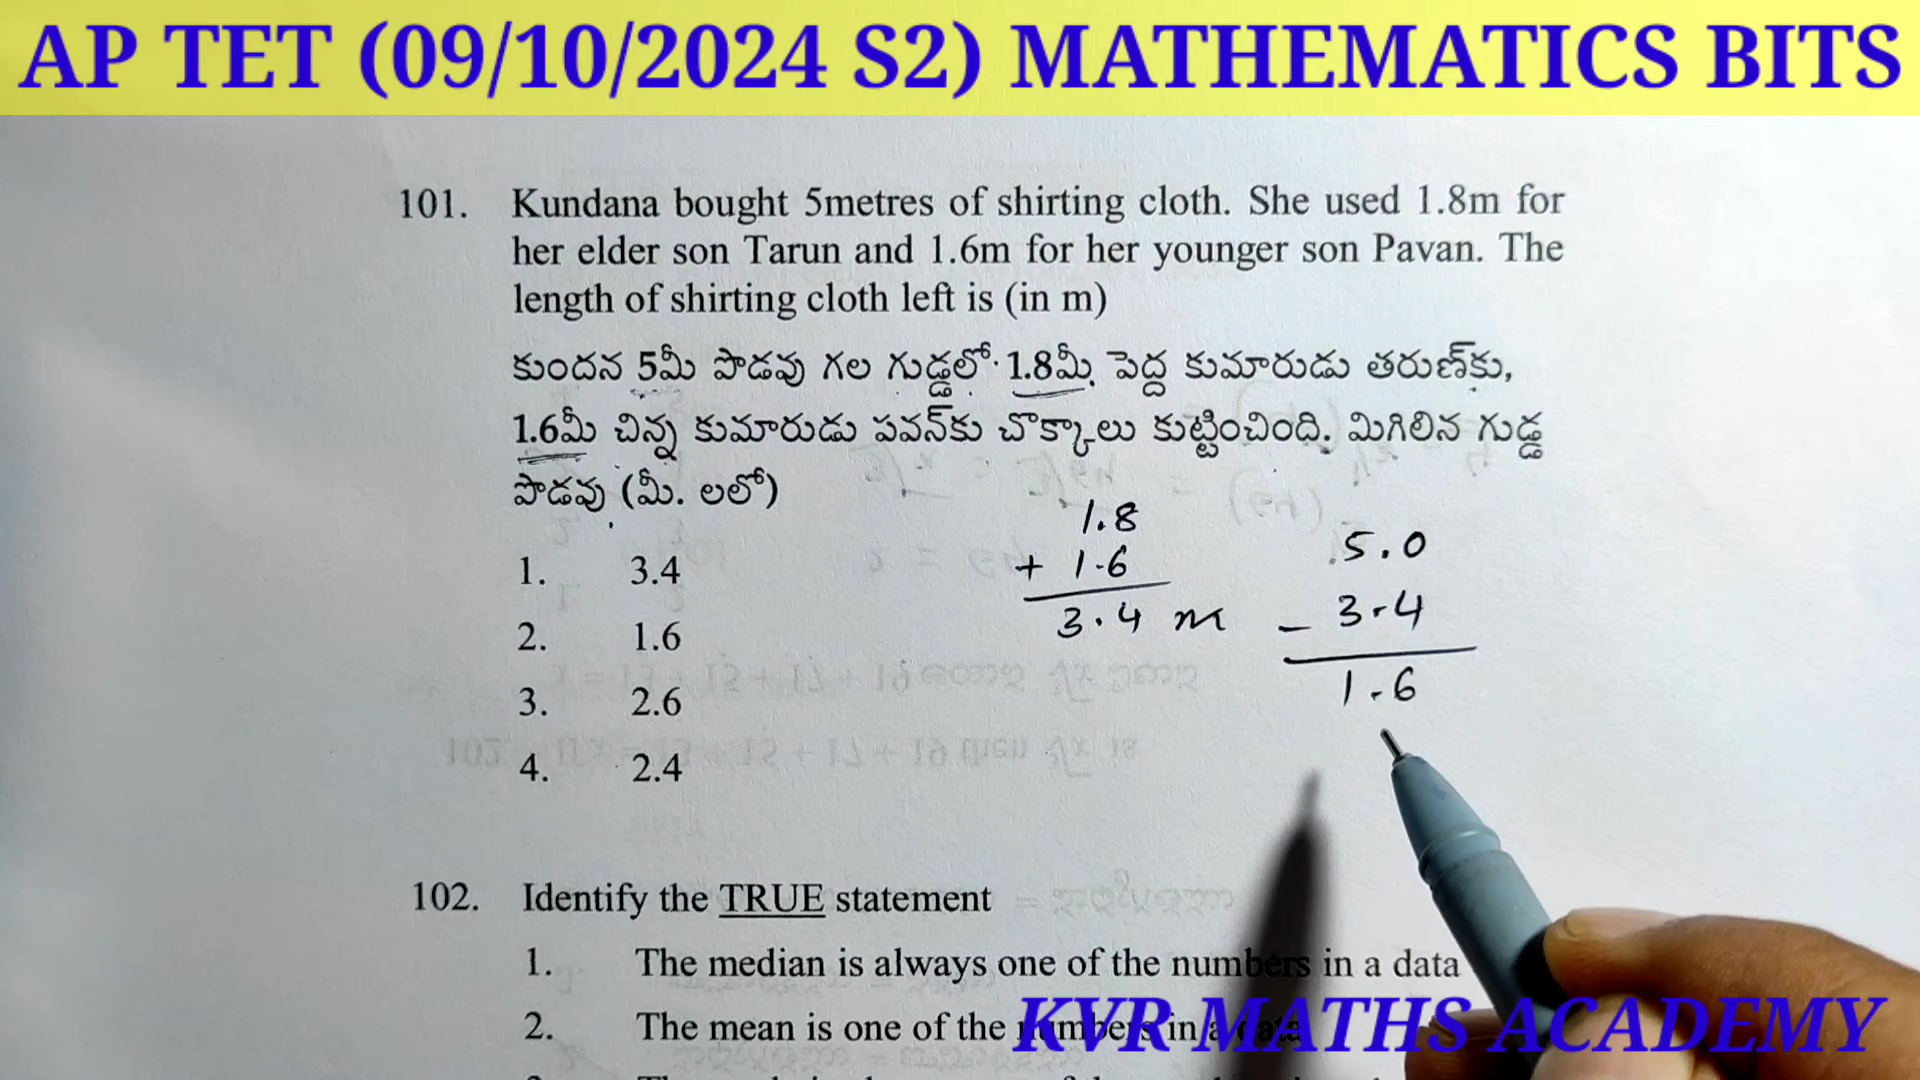 AP TET (09/10/2024 S2) MATHEMATICS BITS
101. Kundana bought 5metres of shirting cloth. She used 1.8m for
her elder son Tarun and 1.6m for her younger son Pavan. The
length of shirting cloth left is (in m)
కుందన 5మీ పొడవు గల గుడ్డలో 1.8మీ. పెద్ద కుమారుడు తరుణ్‌కు,
1.6మీ చిన్న కుమారుడు పవన్‌కు చొక్కాలు కుట్టించింది. మిగిలిన గుడ్డ
పొడవు (మీ. లలో)
1. 3.4
2. 1.6
3. 2.6
4. 2.4
1.8
+ 1.6
3.4 m
5.0
- 3.4
1.6
102. Identify the TRUE statement
1. The median is always one of the numbers in a data
2. The mean is one of the numbers in a data
KVR MATHS ACADEMY